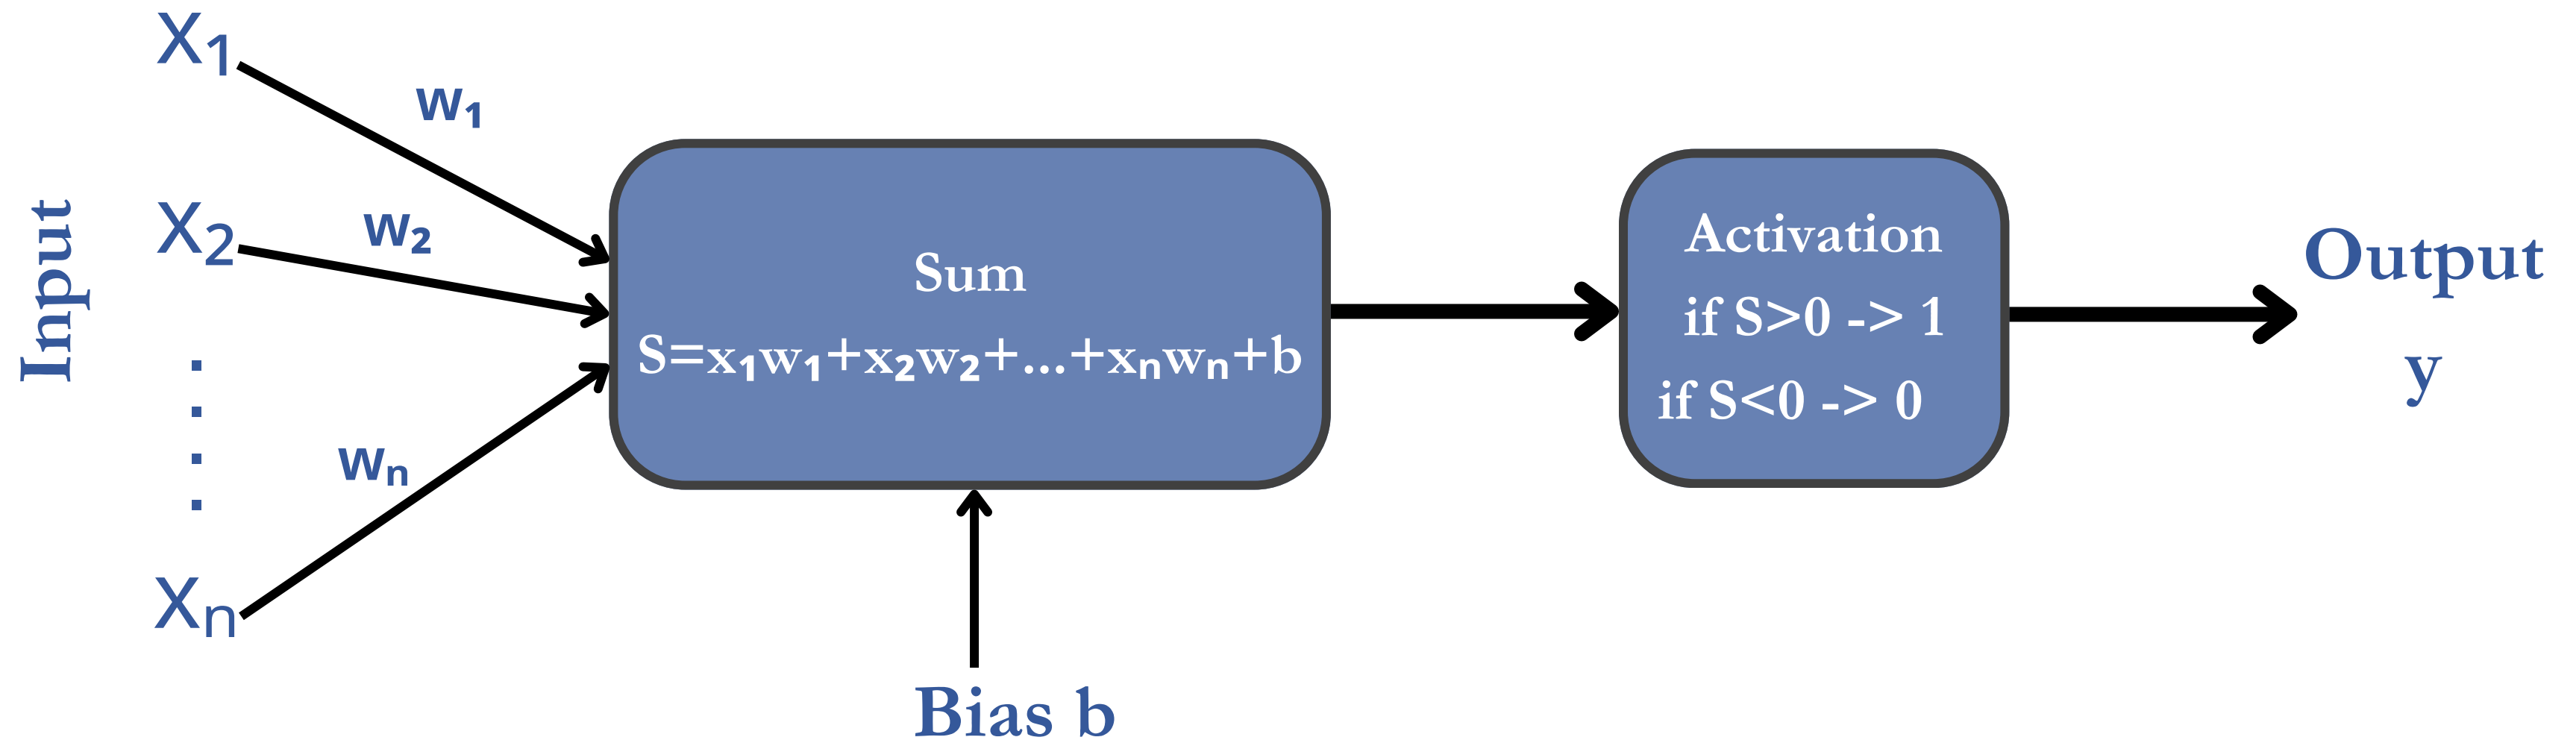 Input
X₁
w₁
X₂
w₂
Xₙ
wₙ
Sum
S=x₁w₁+x₂w₂+...+xₙwₙ+b
Bias b
Activation
if S>0 -> 1
if S<0 -> 0
Output
y